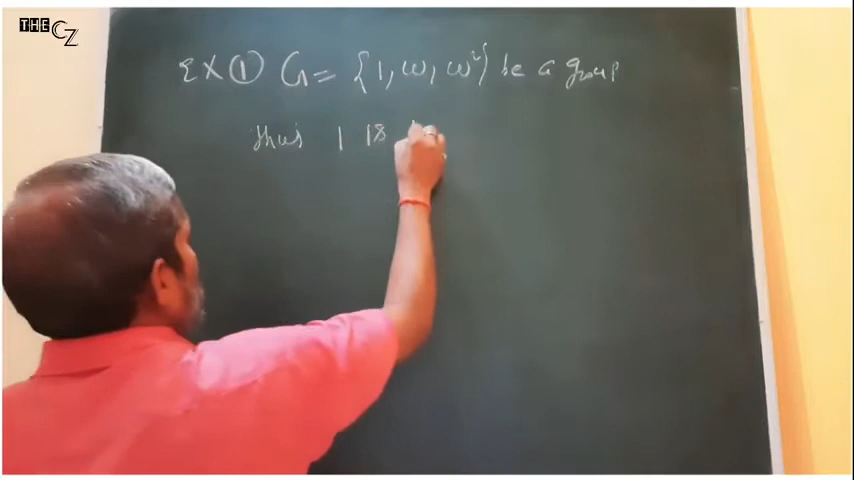 THE CZ
Ex ① G = {1, ω, ω²} be a group
thus 1 is